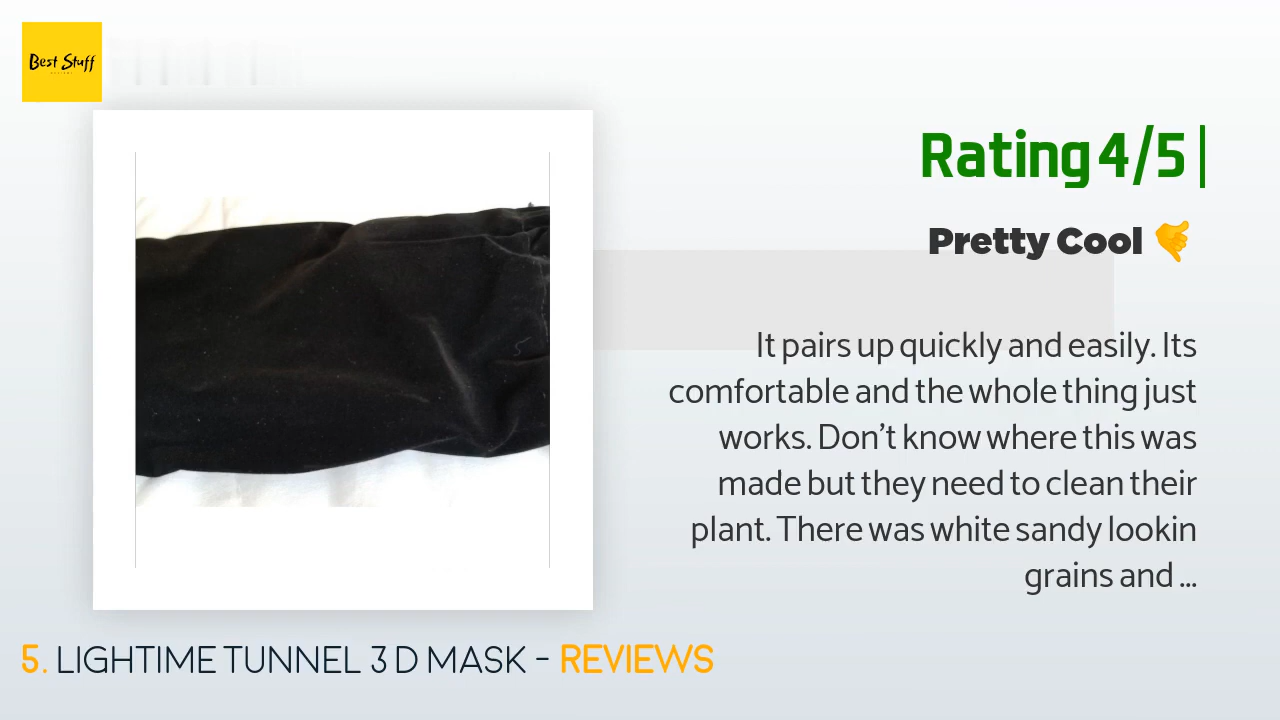 Best Stuff
Rating 4/5 |
Pretty Cool 🤙
It pairs up quickly and easily. Its
comfortable and the whole thing just
works. Don't know where this was
made but they need to clean their
plant. There was white sandy lookin
grains and ...
5. LIGHTIME TUNNEL 3 D MASK - REVIEWS